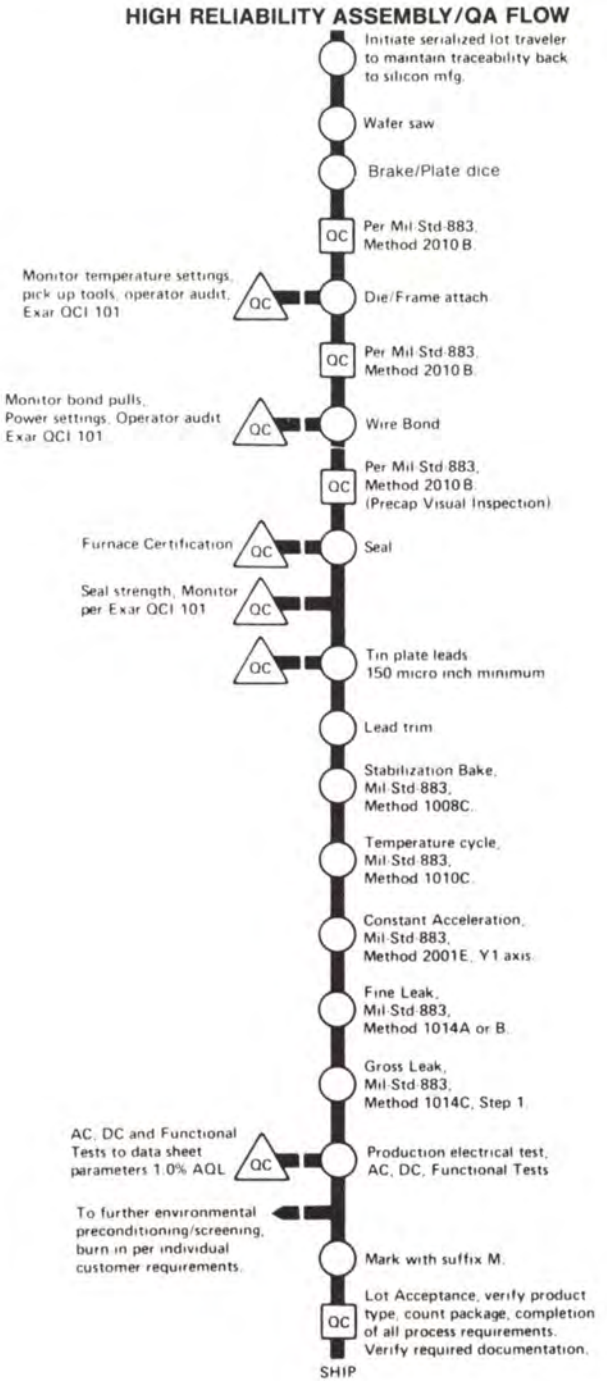 HIGH RELIABILITY ASSEMBLY/QA FLOW
Initiate serialized lot traveler
to maintain traceability back
to silicon mfg.
Wafer saw
Brake/Plate dice
QC
Per Mil-Std-883,
Method 2010 B.
Monitor temperature settings,
pick up tools, operator audit,
Exar QCI 101
QC
Die/Frame attach
QC
Per Mil-Std-883,
Method 2010 B.
Monitor bond pulls,
Power settings, Operator audit
Exar QCI 101
QC
Wire Bond
QC
Per Mil-Std-883,
Method 2010 B.
(Precap Visual Inspection)
Furnace Certification
QC
Seal
Seal strength, Monitor
per Exar QCI 101
QC
QC
Tin plate leads
150 micro inch minimum
Lead trim
Stabilization Bake,
Mil-Std-883,
Method 1008C.
Temperature cycle,
Mil-Std-883,
Method 1010C.
Constant Acceleration,
Mil-Std-883,
Method 2001E, Y1 axis.
Fine Leak,
Mil-Std-883,
Method 1014A or B.
Gross Leak,
Mil-Std-883,
Method 1014C, Step 1.
AC, DC and Functional
Tests to data sheet
parameters 1.0% AQL
QC
Production electrical test,
AC, DC, Functional Tests
To further environmental
preconditioning/screening,
burn in per individual
customer requirements.
Mark with suffix M.
QC
Lot Acceptance, verify product
type, count package, completion
of all process requirements.
Verify required documentation.
SHIP